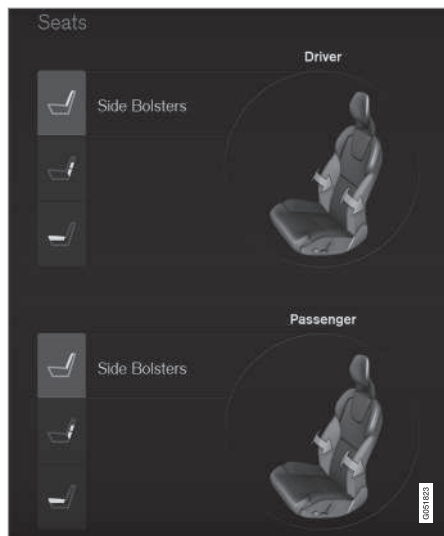 Seats
Driver
Side Bolsters
Passenger
Side Bolsters
G051823